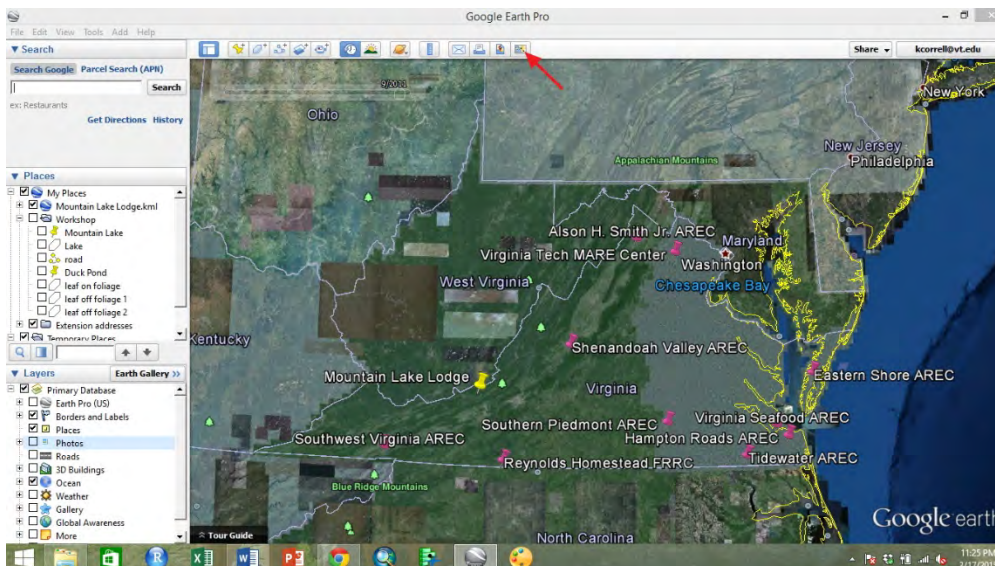 Google Earth Pro
File Edit View Tools Add Help
▼ Search
Search Google Parcel Search (APN)
Search
ex: Restaurants
Get Directions History
▼ Places
My Places
Mountain Lake Lodge.kml
Workshop
Mountain Lake
Lake
road
Duck Pond
leaf on foliage
leaf off foliage 1
leaf off foliage 2
Extension addresses
Temporary Places
▼ Layers
Earth Gallery >>
Primary Database
Earth Pro (US)
Borders and Labels
Places
Photos
Roads
3D Buildings
Ocean
Weather
Gallery
Global Awareness
More
Share
kcorrell@vt.edu
9/2011
Ohio
New York
New Jersey
Philadelphia
Appalachian Mountains
Alson H. Smith Jr. AREC
Maryland
Virginia Tech MARE Center
Washington
West Virginia
Chesapeake Bay
Kentucky
Shenandoah Valley AREC
Mountain Lake Lodge
Eastern Shore AREC
Virginia
Southern Piedmont AREC
Virginia Seafood AREC
Southwest Virginia AREC
Hampton Roads AREC
Reynolds Homestead FRRC
Tidewater AREC
Blue Ridge Mountains
Google earth
Tour Guide
North Carolina
11:25 PM